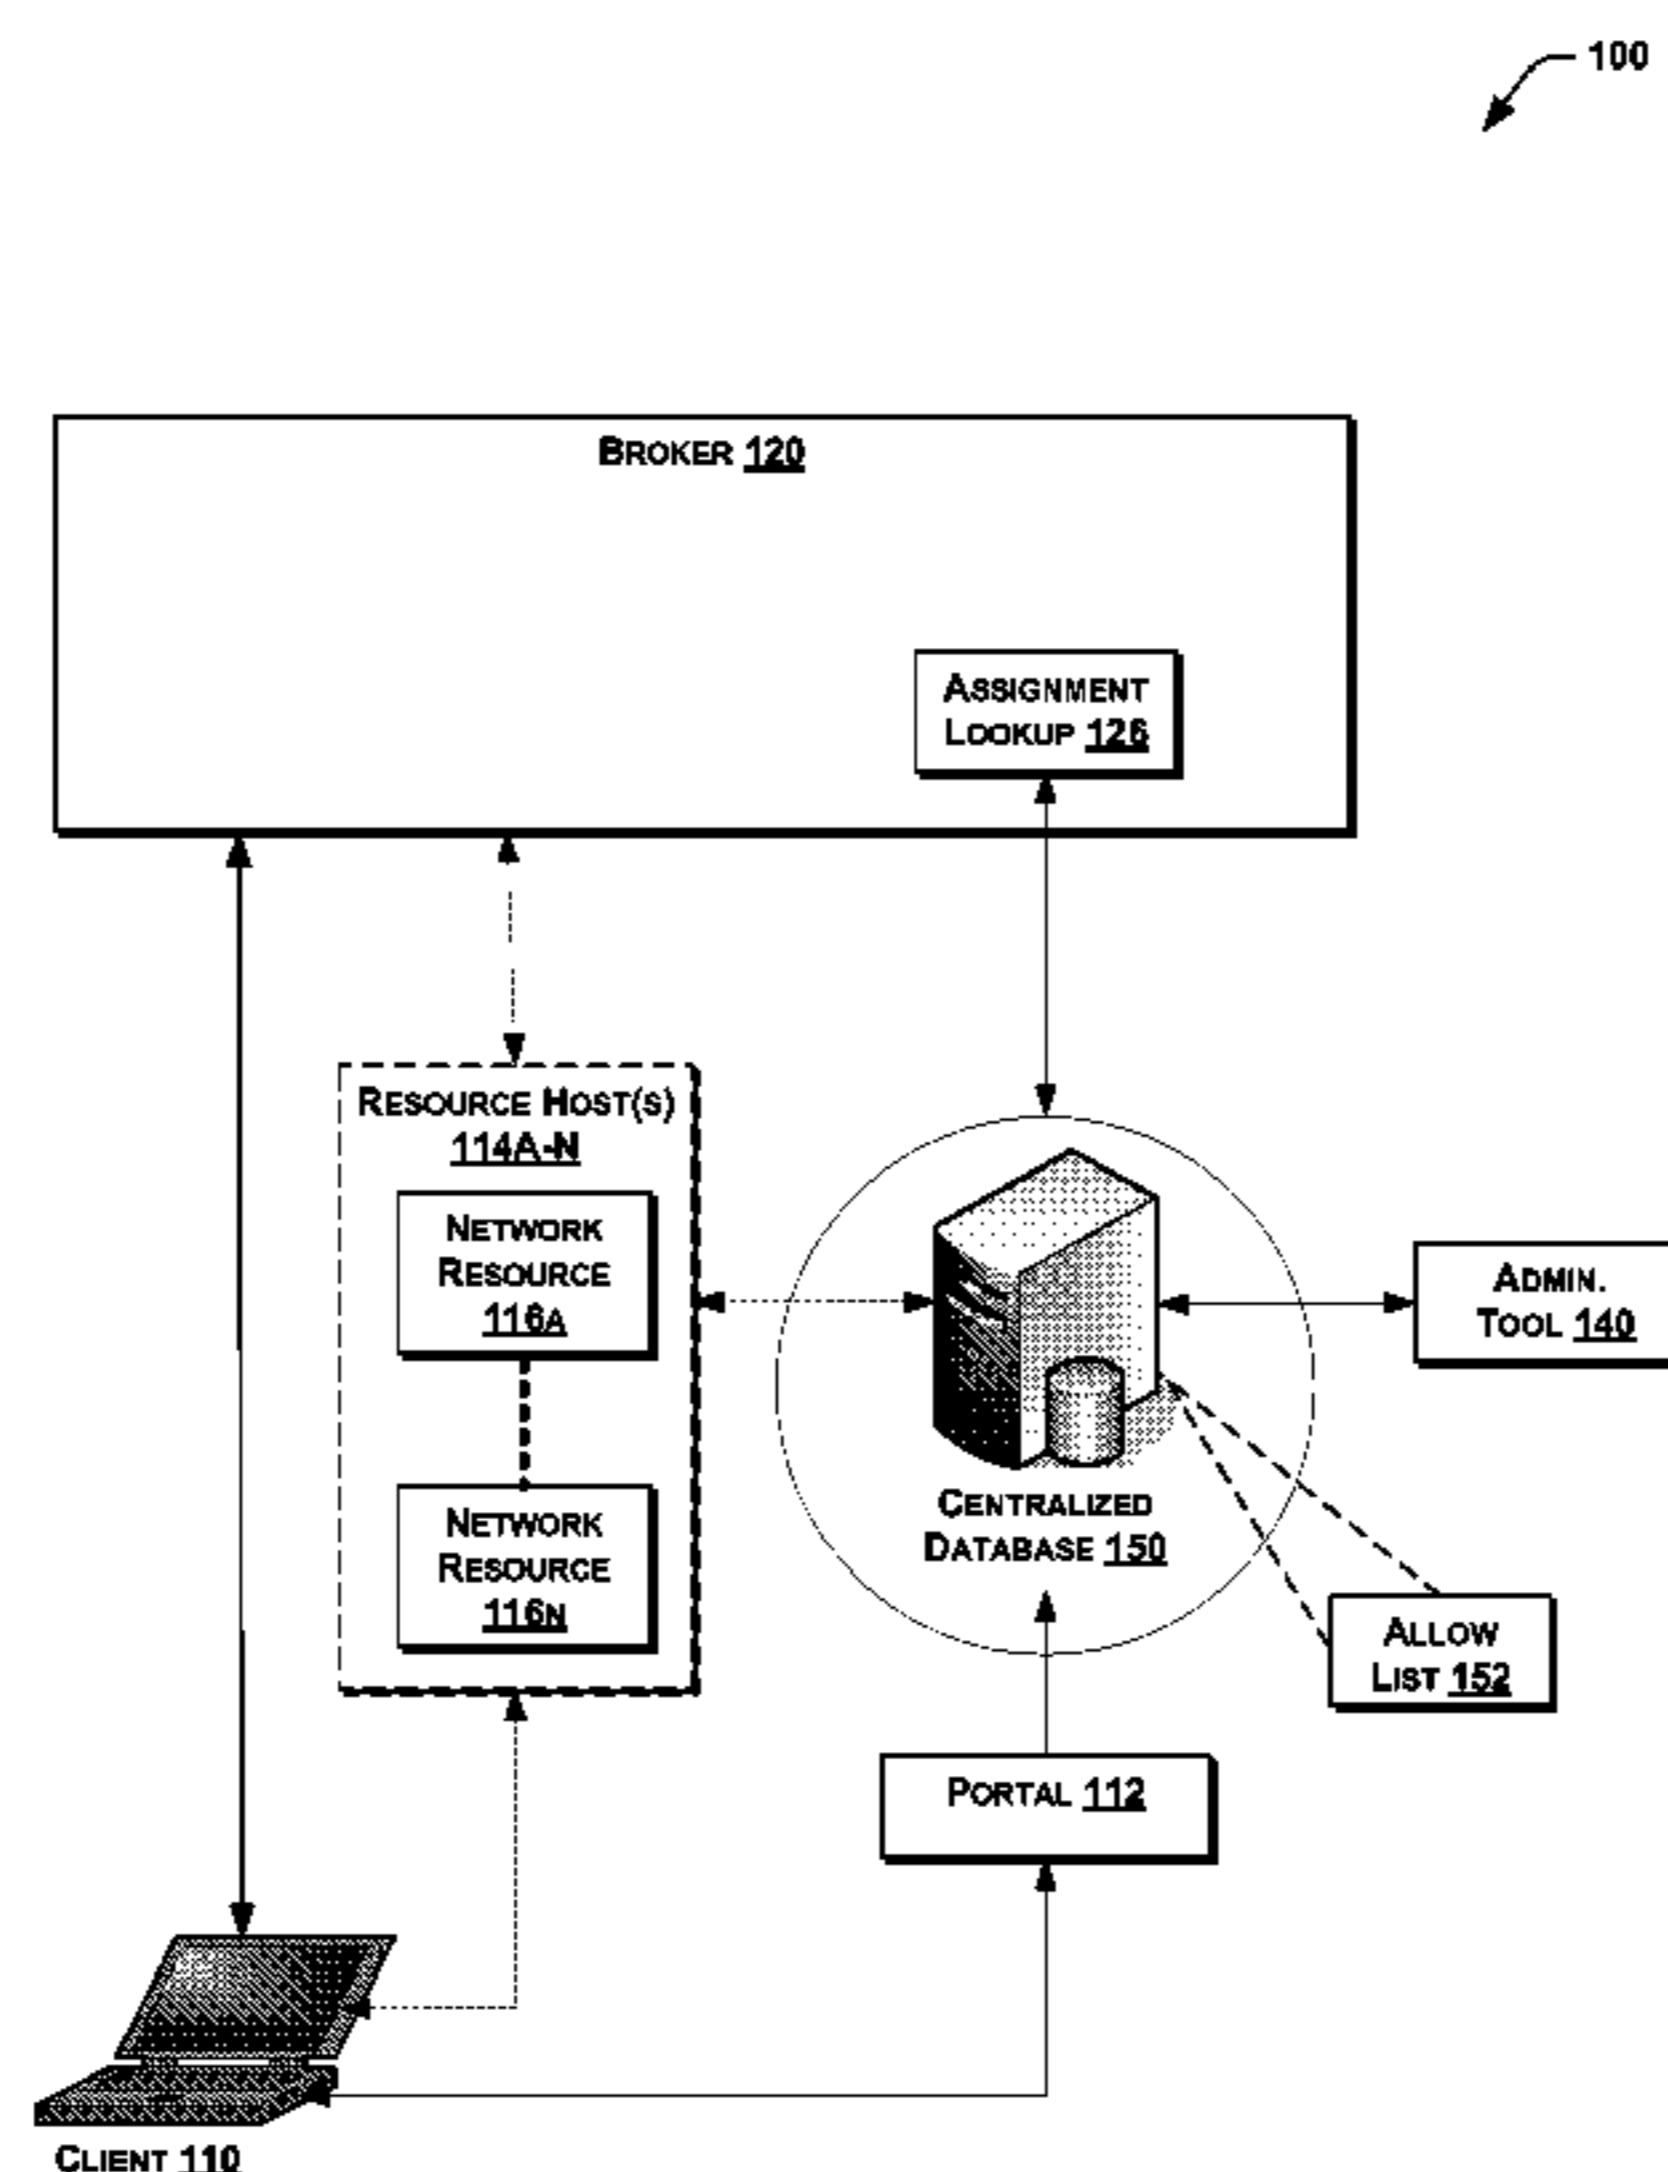 100
BROKER 120
ASSIGNMENT
LOOKUP 126
RESOURCE HOST(S)
114A-N
NETWORK
RESOURCE
116A
NETWORK
RESOURCE
116N
CENTRALIZED
DATABASE 150
ADMIN.
TOOL 140
ALLOW
LIST 152
PORTAL 112
CLIENT 110